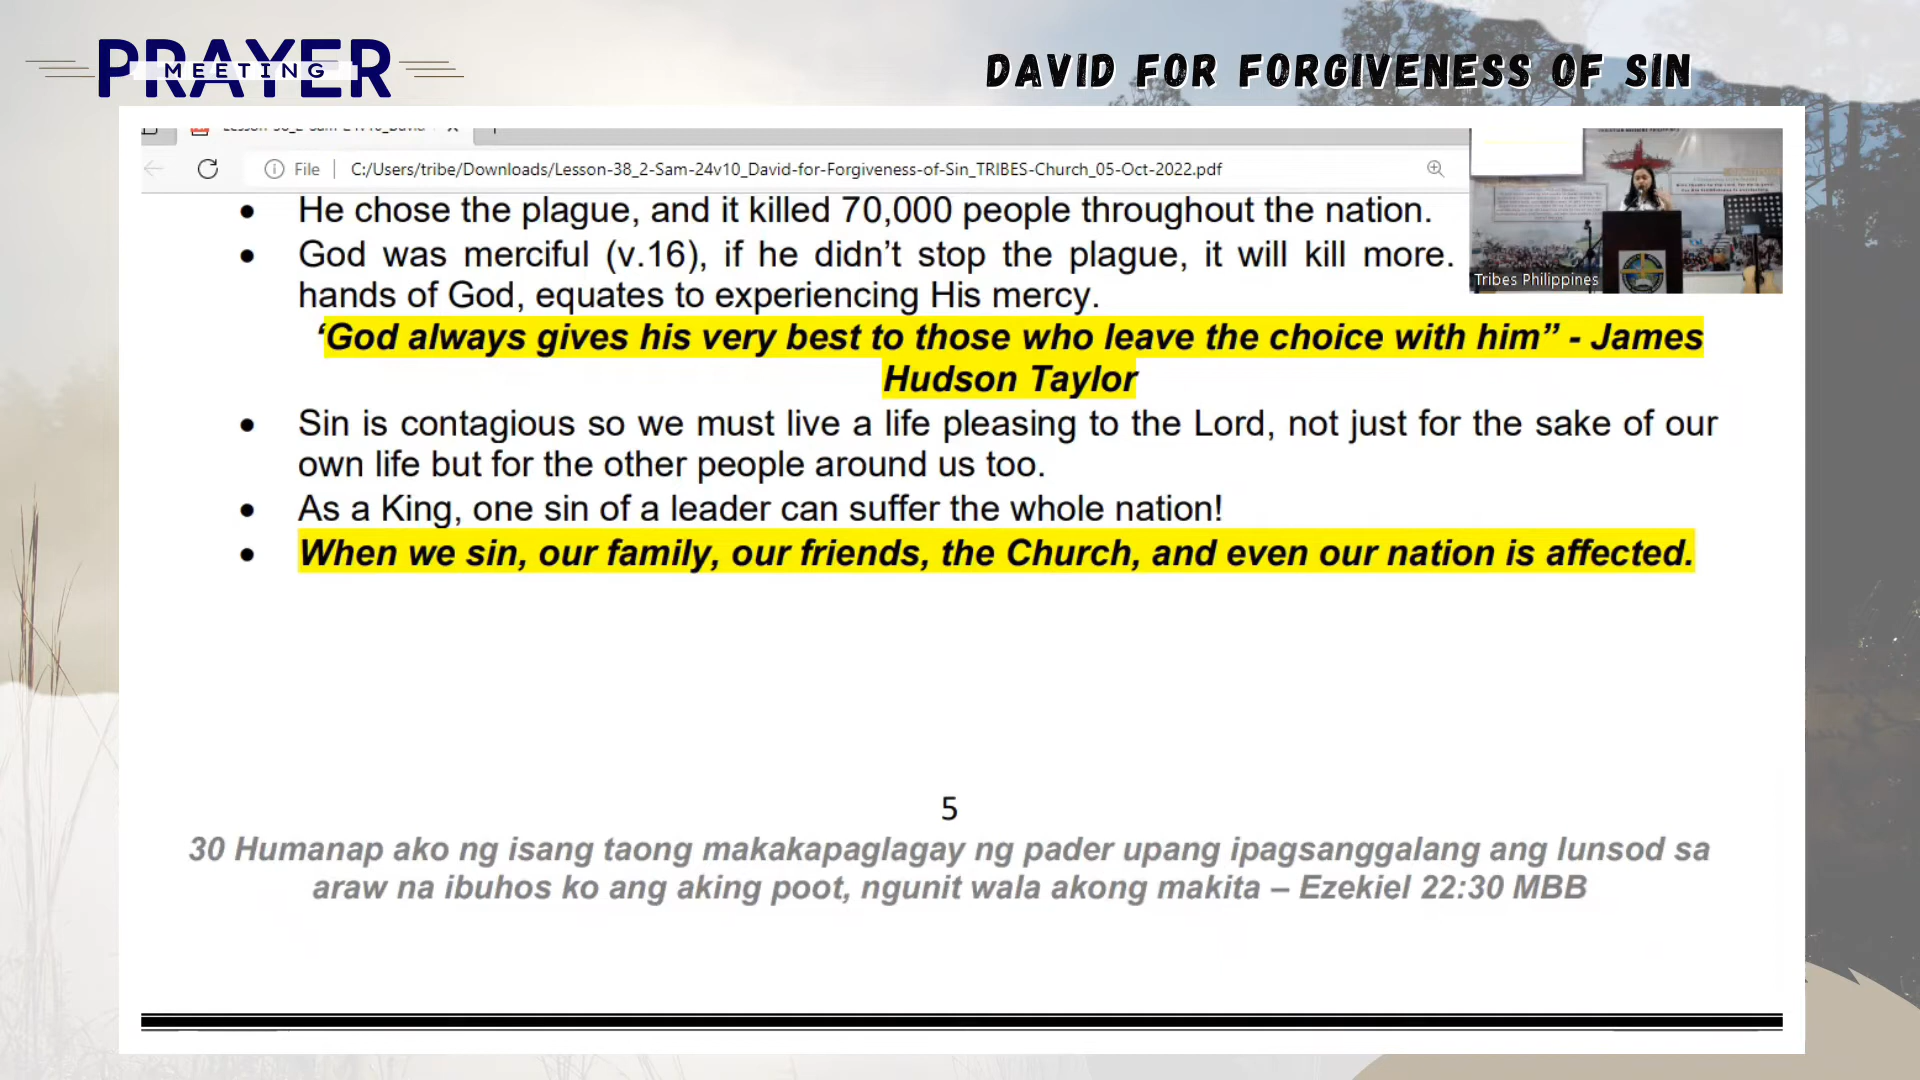 PRAYER
MEETING
DAVID FOR FORGIVENESS OF SIN
File
C:/Users/tribe/Downloads/Lesson-38_2-Sam-24v10_David-for-Forgiveness-of-Sin_TRIBES-Church_05-Oct-2022.pdf
• He chose the plague, and it killed 70,000 people throughout the nation.
• God was merciful (v.16), if he didn’t stop the plague, it will kill more.
hands of God, equates to experiencing His mercy.
‘God always gives his very best to those who leave the choice with him” - James
Hudson Taylor
• Sin is contagious so we must live a life pleasing to the Lord, not just for the sake of our
own life but for the other people around us too.
• As a King, one sin of a leader can suffer the whole nation!
• When we sin, our family, our friends, the Church, and even our nation is affected.
Tribes Philippines
5
30 Humanap ako ng isang taong makakapaglagay ng pader upang ipagsanggalang ang lunsod sa
araw na ibuhos ko ang aking poot, ngunit wala akong makita – Ezekiel 22:30 MBB